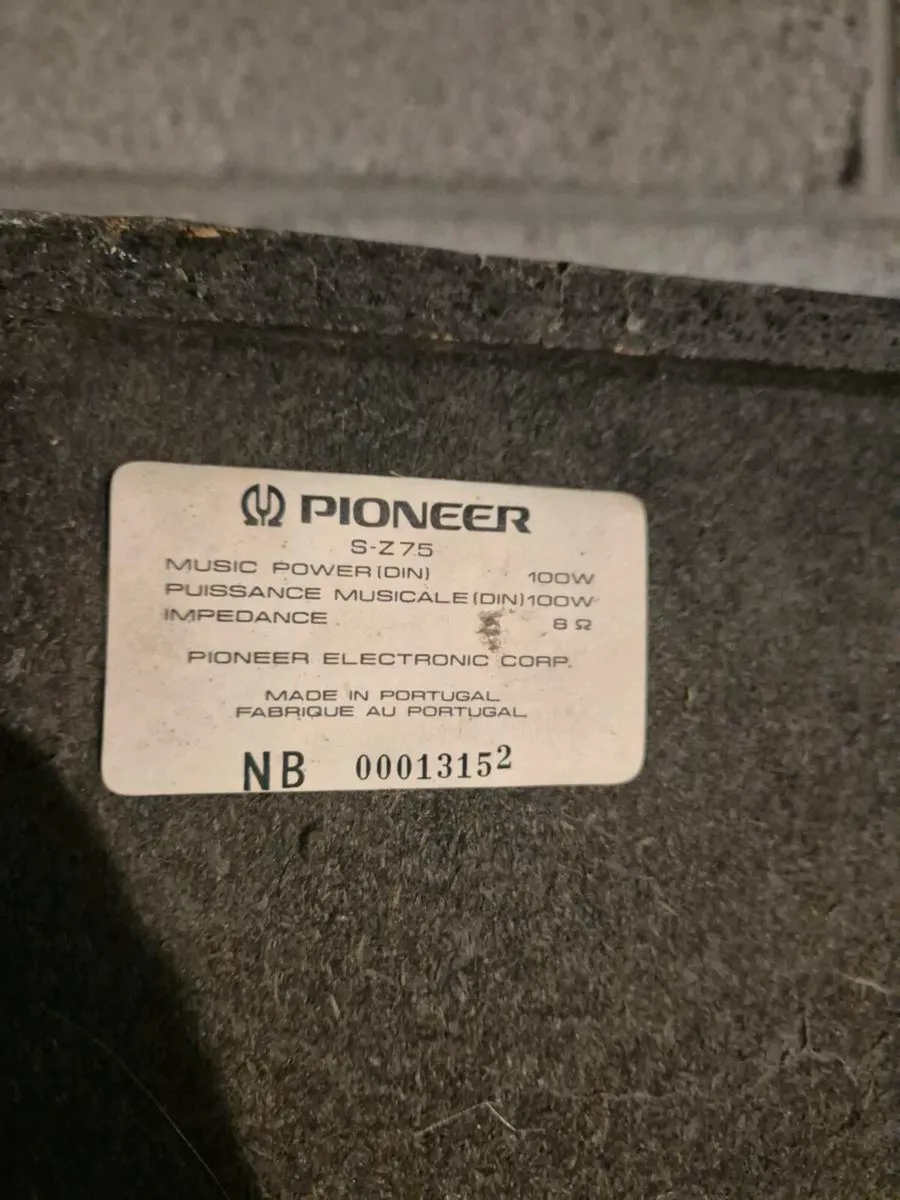 PIONEER
S-Z75
MUSIC POWER (DIN) 100W
PUISSANCE MUSICALE (DIN) 100W
IMPEDANCE 8 Ω
PIONEER ELECTRONIC CORP.
MADE IN PORTUGAL
FABRIQUE AU PORTUGAL
NB 000013152